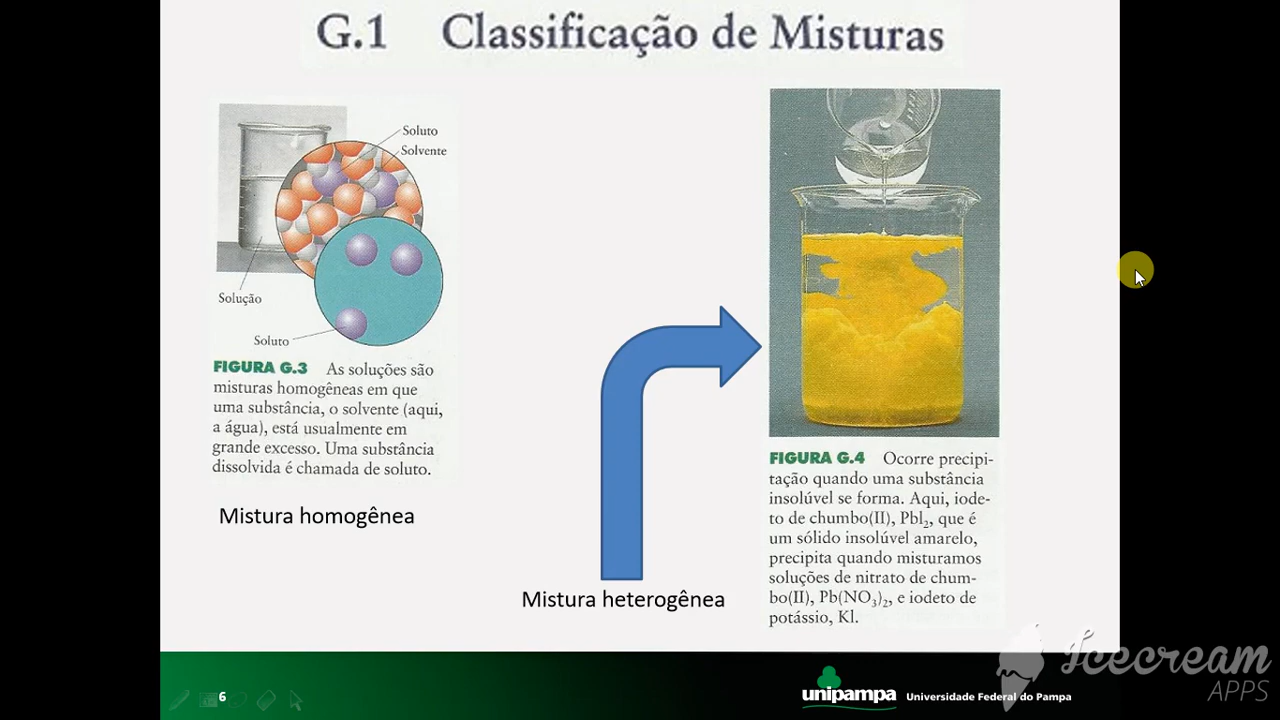 G.1 Classificação de Misturas
Soluto
Solvente
Solução
Soluto
FIGURA G.3 As soluções são
misturas homogêneas em que
uma substância, o solvente (aqui,
a água), está usualmente em
grande excesso. Uma substância
dissolvida é chamada de soluto.
Mistura homogênea
Mistura heterogênea
FIGURA G.4 Ocorre precipi-
tação quando uma substância
insolúvel se forma. Aqui, iode-
to de chumbo(II), PbI₂, que é
um sólido insolúvel amarelo,
precipita quando misturamos
soluções de nitrato de chum-
bo(II), Pb(NO₃)₂, e iodeto de
potássio, KI.
6
unipampa Universidade Federal do Pampa
Icecream
APPS